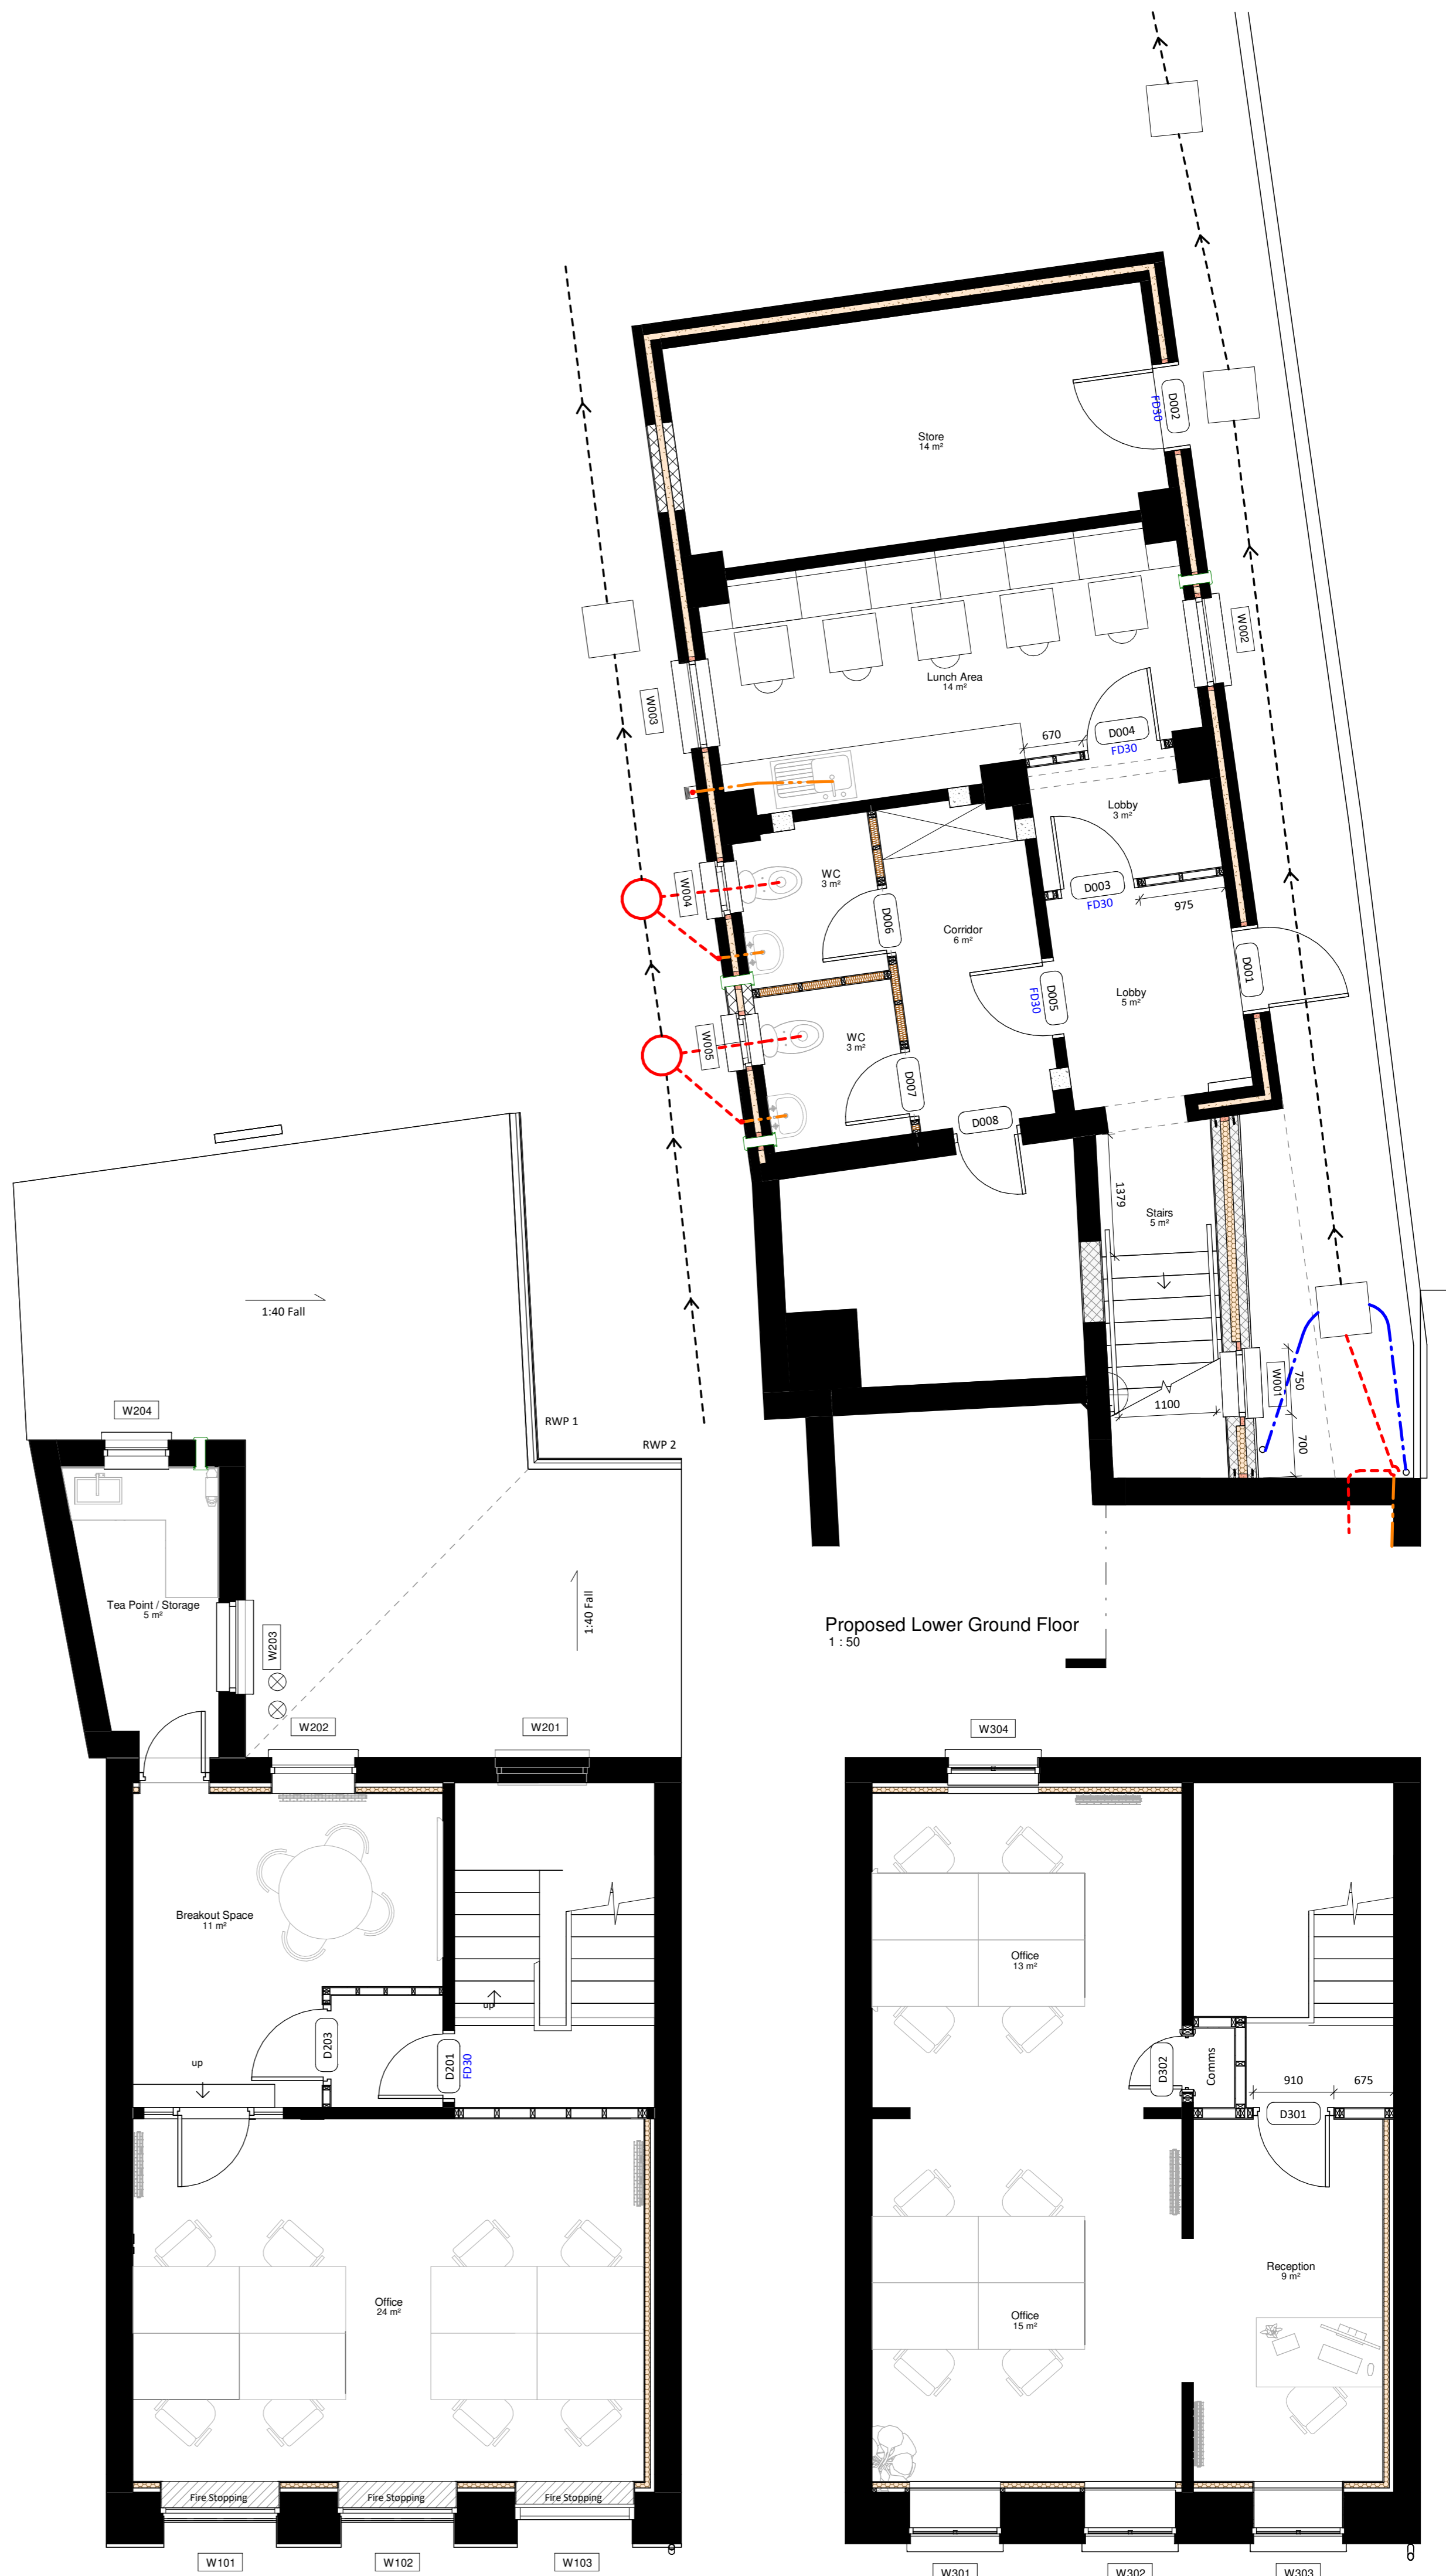 Store
14 m²
D002
FD30
W002
W003
Lunch Area
14 m²
670
D004
FD30
Lobby
3 m²
D003
FD30
975
W004
WC
3 m²
D006
Corridor
6 m²
D005
FD30
Lobby
5 m²
D001
W005
WC
3 m²
D007
D008
1379
Stairs
5 m²
1100
W001
750
700
1:40 Fall
W204
RWP 1
RWP 2
Tea Point / Storage
5 m²
W203
1:40 Fall
W202
W201
Proposed Lower Ground Floor
1 : 50
W304
Breakout Space
11 m²
up
D203
D201
FD30
up
Office
24 m²
Fire Stopping
Fire Stopping
Fire Stopping
W101
W102
W103
Office
13 m²
D302
Comms
910
675
D301
Reception
9 m²
Office
15 m²
W301
W302
W303